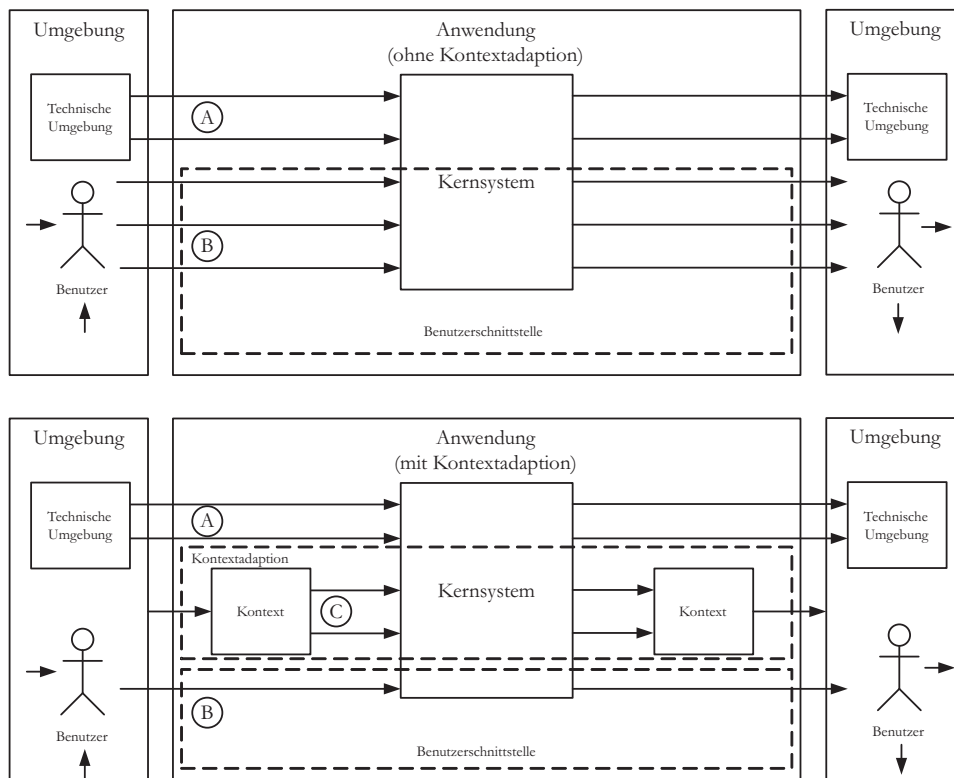 Umgebung
Anwendung
(ohne Kontextadaption)
Umgebung
Technische
Umgebung
A
Technische
Umgebung
Kernsystem
B
Benutzer
Benutzer
Benutzerschnittstelle
Umgebung
Anwendung
(mit Kontextadaption)
Umgebung
Technische
Umgebung
A
Technische
Umgebung
Kontextadaption
Kontext
C
Kernsystem
Kontext
B
Benutzer
Benutzer
Benutzerschnittstelle